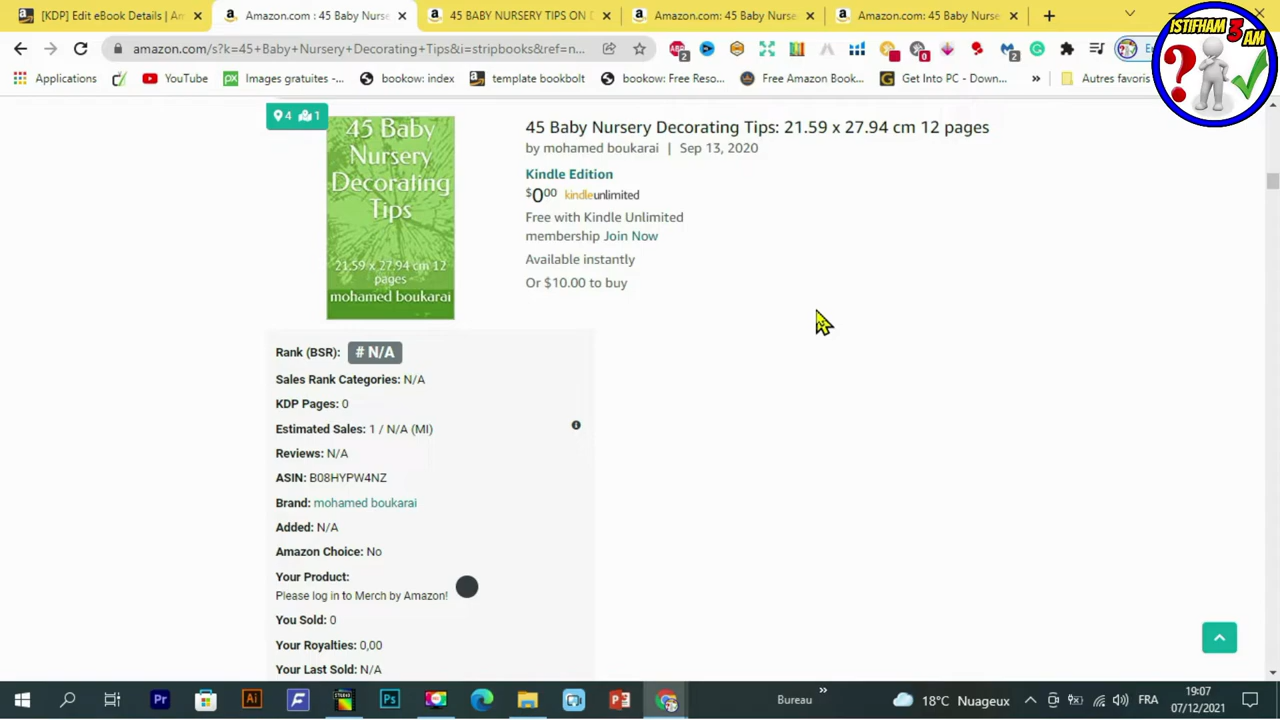 [KDP] Edit eBook Details | Am
Amazon.com : 45 Baby Nurse
45 BABY NURSERY TIPS ON D
Amazon.com: 45 Baby Nurse
Amazon.com: 45 Baby Nurse
amazon.com/s?k=45+Baby+Nursery+Decorating+Tips&i=stripbooks&ref=n...
ISTIFHAM 3 AM
Applications
YouTube
Images gratuites -...
bookow: index
template bookbolt
bookow: Free Reso...
Free Amazon Book...
Get Into PC - Down...
»
Autres favoris
4 1
45 Baby
Nursery
Decorating
Tips
21.59 x 27.94 cm 12
pages
mohamed boukarai
45 Baby Nursery Decorating Tips: 21.59 x 27.94 cm 12 pages
by mohamed boukarai | Sep 13, 2020
Kindle Edition
$0.00 kindleunlimited
Free with Kindle Unlimited
membership Join Now
Available instantly
Or $10.00 to buy
Rank (BSR): # N/A
Sales Rank Categories: N/A
KDP Pages: 0
Estimated Sales: 1 / N/A (MI)
Reviews: N/A
ASIN: B08HYPW4NZ
Brand: mohamed boukarai
Added: N/A
Amazon Choice: No
Your Product:
Please log in to Merch by Amazon!
You Sold: 0
Your Royalties: 0,00
Your Last Sold: N/A
Bureau »
18°C Nuageux
FRA
19:07
07/12/2021